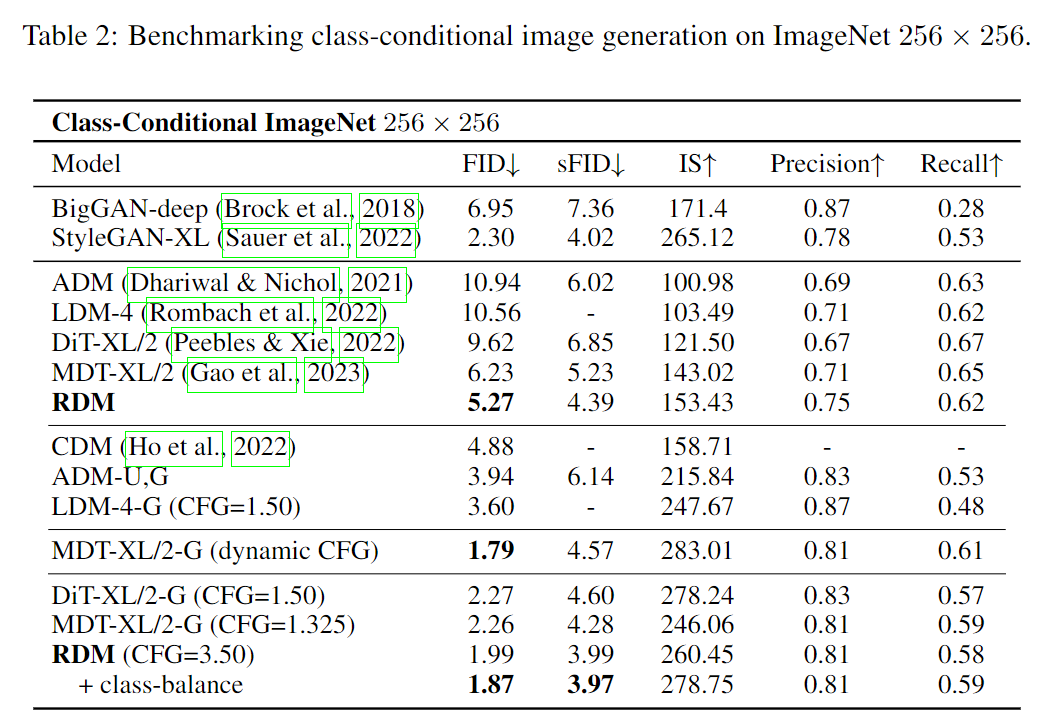 Table 2: Benchmarking class-conditional image generation on ImageNet 256 × 256.
Class-Conditional ImageNet 256 × 256
Model FID↓ sFID↓ IS↑ Precision↑ Recall↑
BigGAN-deep (Brock et al., 2018) 6.95 7.36 171.4 0.87 0.28
StyleGAN-XL (Sauer et al., 2022) 2.30 4.02 265.12 0.78 0.53
ADM (Dhariwal & Nichol, 2021) 10.94 6.02 100.98 0.69 0.63
LDM-4 (Rombach et al., 2022) 10.56 - 103.49 0.71 0.62
DiT-XL/2 (Peebles & Xie, 2022) 9.62 6.85 121.50 0.67 0.67
MDT-XL/2 (Gao et al., 2023) 6.23 5.23 143.02 0.71 0.65
RDM 5.27 4.39 153.43 0.75 0.62
CDM (Ho et al., 2022) 4.88 - 158.71 - -
ADM-U,G 3.94 6.14 215.84 0.83 0.53
LDM-4-G (CFG=1.50) 3.60 - 247.67 0.87 0.48
MDT-XL/2-G (dynamic CFG) 1.79 4.57 283.01 0.81 0.61
DiT-XL/2-G (CFG=1.50) 2.27 4.60 278.24 0.83 0.57
MDT-XL/2-G (CFG=1.325) 2.26 4.28 246.06 0.81 0.59
RDM (CFG=3.50) 1.99 3.99 260.45 0.81 0.58
+ class-balance 1.87 3.97 278.75 0.81 0.59